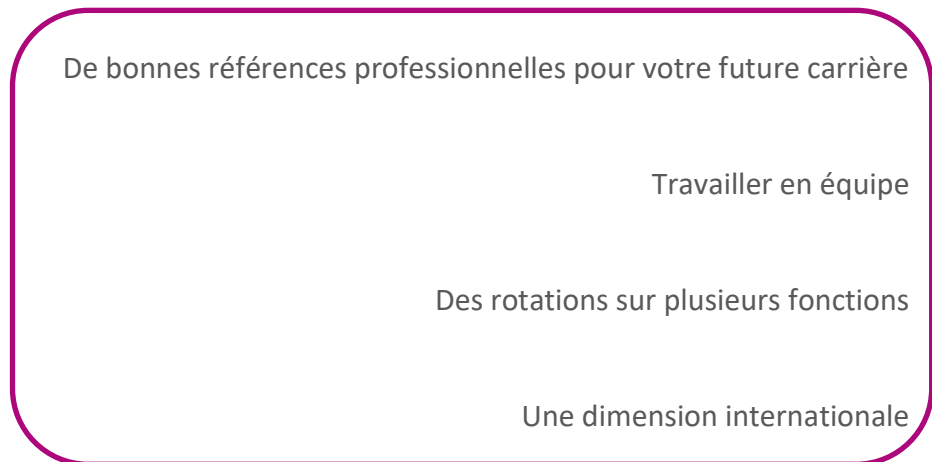 De bonnes références professionnelles pour votre future carrière
Travailler en équipe
Des rotations sur plusieurs fonctions
Une dimension internationale